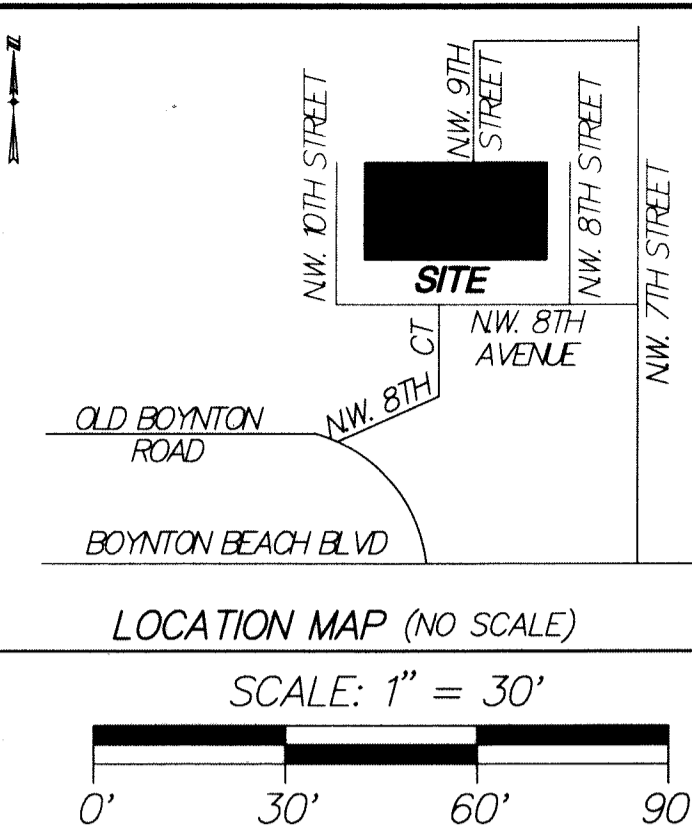 N
N.W. 9TH
STREET
N.W. 10TH STREET
N.W. 8TH STREET
N.W. 7TH STREET
SITE
N.W. 8TH
AVENUE
N.W. 8TH CT
OLD BOYNTON
ROAD
BOYNTON BEACH BLVD
LOCATION MAP (NO SCALE)
SCALE: 1" = 30'
0' 30' 60' 90